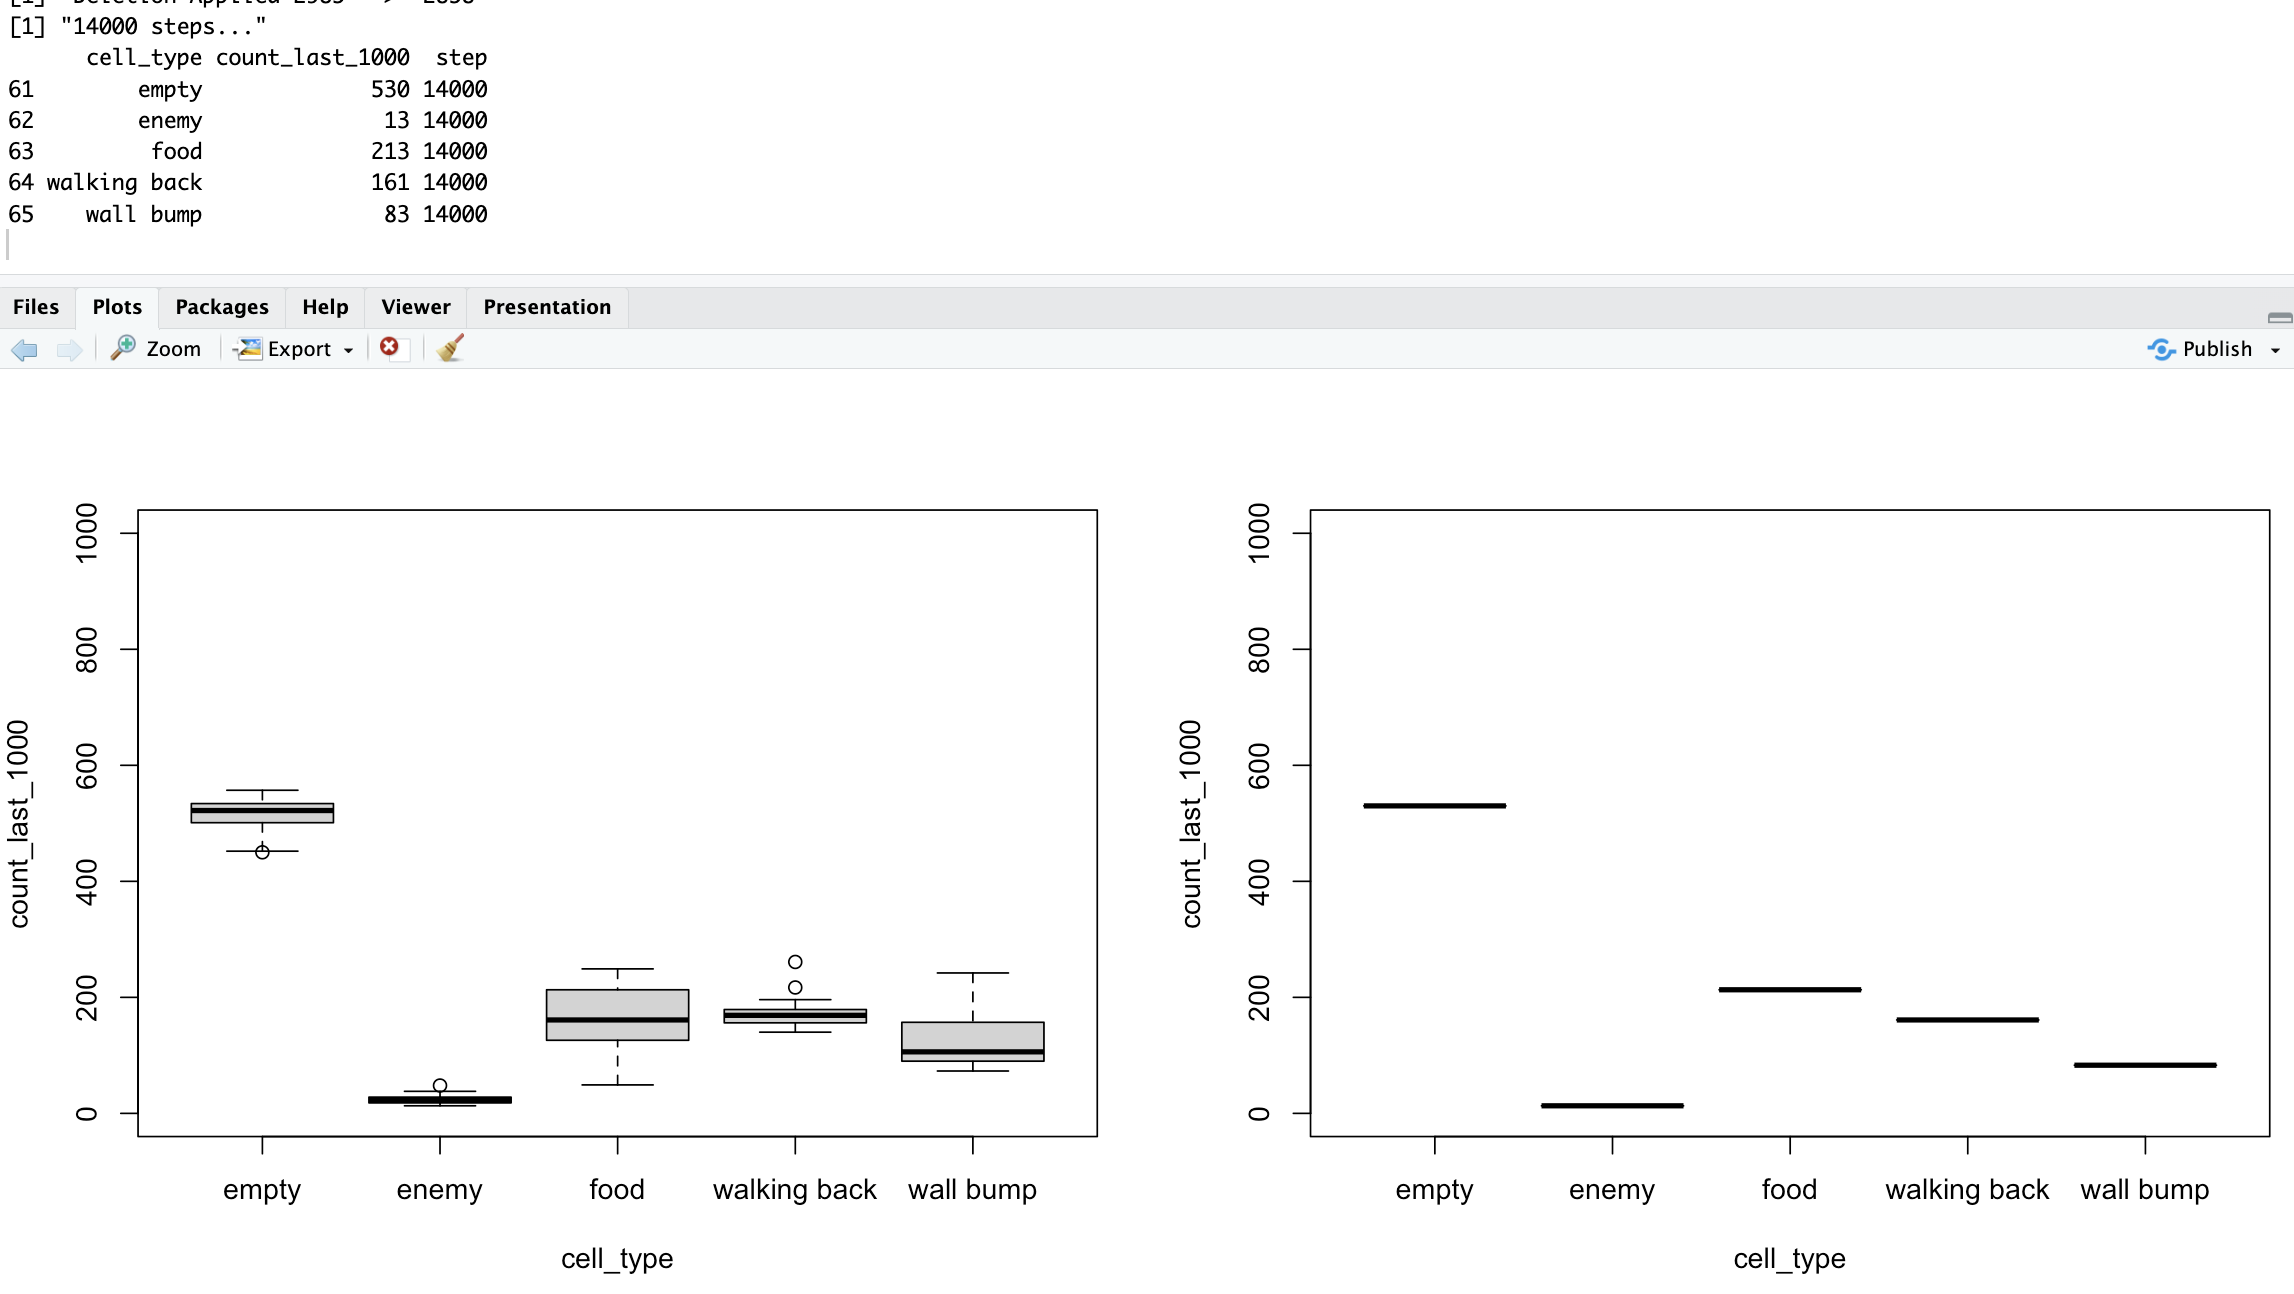 [1] "14000 steps..."
cell_type count_last_1000 step
61 empty 530 14000
62 enemy 13 14000
63 food 213 14000
64 walking back 161 14000
65 wall bump 83 14000
Files Plots Packages Help Viewer Presentation
Zoom Export Publish
count_last_1000
0 200 400 600 800 1000
empty enemy food walking back wall bump
cell_type
count_last_1000
0 200 400 600 800 1000
empty enemy food walking back wall bump
cell_type